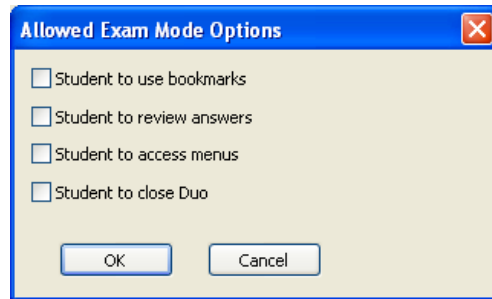 Allowed Exam Mode Options
Student to use bookmarks
Student to review answers
Student to access menus
Student to close Duo
OK Cancel